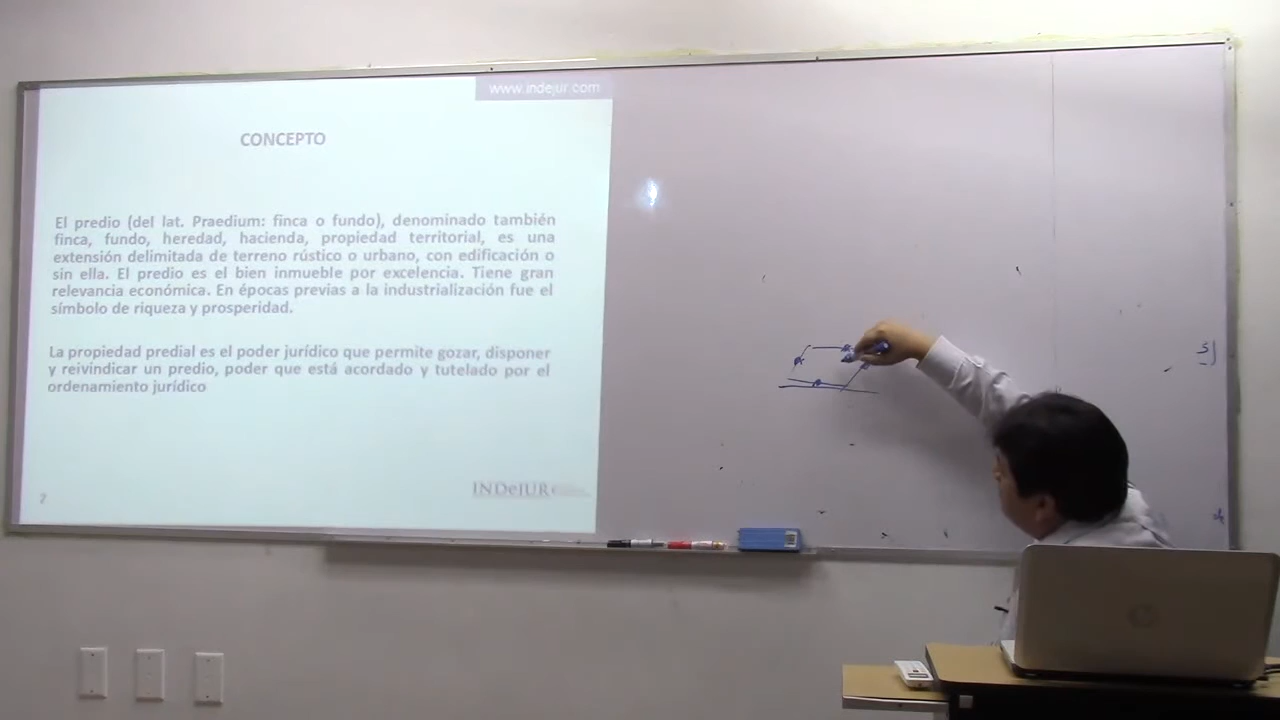 www.indejur.com
CONCEPTO
El predio (del lat. Praedium: finca o fundo), denominado también
finca, fundo, heredad, hacienda, propiedad territorial, es una
extensión delimitada de terreno rústico o urbano, con edificación o
sin ella. El predio es el bien inmueble por excelencia. Tiene gran
relevancia económica. En épocas previas a la industrialización fue el
símbolo de riqueza y prosperidad.
La propiedad predial es el poder jurídico que permite gozar, disponer
y reivindicar un predio, poder que está acordado y tutelado por el
ordenamiento jurídico
INDeJUR
7